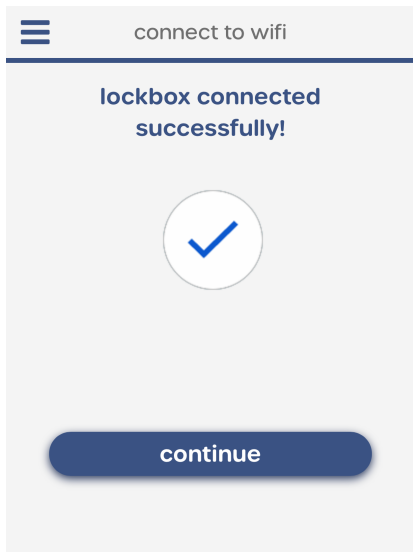 connect to wifi
lockbox connected
successfully!
continue